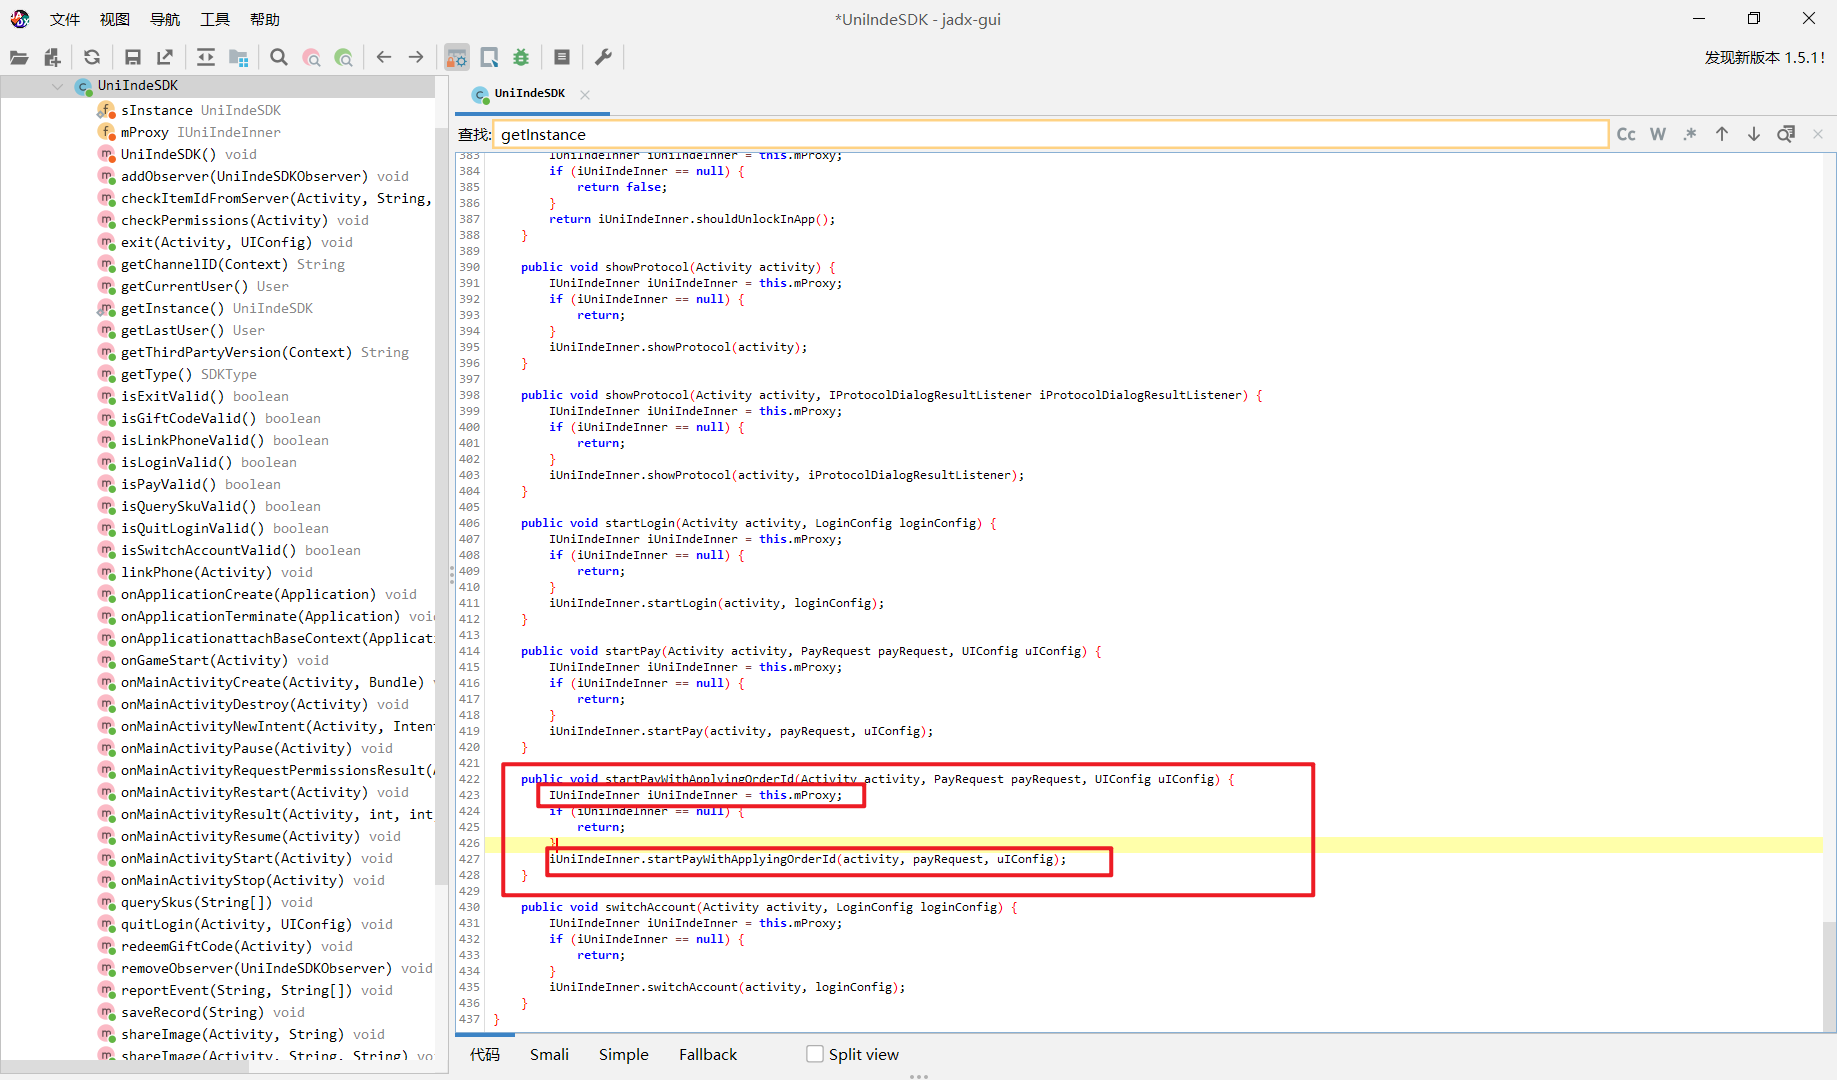 文件 视图 导航 工具 帮助
*UniIndeSDK - jadx-gui
发现新版本 1.5.1!
UniIndeSDK
sInstance UniIndeSDK
mProxy IUniIndeInner
UniIndeSDK() void
addObserver(UniIndeSDKObserver) void
checkItemIdFromServer(Activity, String,
checkPermissions(Activity) void
exit(Activity, UIConfig) void
getChannelID(Context) String
getCurrentUser() User
getInstance() UniIndeSDK
getLastUser() User
getThirdPartyVersion(Context) String
getType() SDKType
isExitValid() boolean
isGiftCodeValid() boolean
isLinkPhoneValid() boolean
isLoginValid() boolean
isPayValid() boolean
isQuerySkuValid() boolean
isQuitLoginValid() boolean
isSwitchAccountValid() boolean
linkPhone(Activity) void
onApplicationCreate(Application) void
onApplicationTerminate(Application) voi
onApplicationattachBaseContext(Applicati
onGameStart(Activity) void
onMainActivityCreate(Activity, Bundle) v
onMainActivityDestroy(Activity) void
onMainActivityNewIntent(Activity, Inten
onMainActivityPause(Activity) void
onMainActivityRequestPermissionsResult(A
onMainActivityRestart(Activity) void
onMainActivityResult(Activity, int, int
onMainActivityResume(Activity) void
onMainActivityStart(Activity) void
onMainActivityStop(Activity) void
querySkus(String[]) void
quitLogin(Activity, UIConfig) void
redeemGiftCode(Activity) void
removeObserver(UniIndeSDKObserver) void
reportEvent(String, String[]) void
saveRecord(String) void
shareImage(Activity, String) void
shareImage(Activity, String, String) vo
UniIndeSDK
查找: getInstance
Cc W .*
383 IUniIndeInner iUniIndeInner = this.mProxy;
384 if (iUniIndeInner == null) {
385 return false;
386 }
387 return iUniIndeInner.shouldUnlockInApp();
388 }
389
390 public void showProtocol(Activity activity) {
391 IUniIndeInner iUniIndeInner = this.mProxy;
392 if (iUniIndeInner == null) {
393 return;
394 }
395 iUniIndeInner.showProtocol(activity);
396 }
397
398 public void showProtocol(Activity activity, IProtocolDialogResultListener iProtocolDialogResultListener) {
399 IUniIndeInner iUniIndeInner = this.mProxy;
400 if (iUniIndeInner == null) {
401 return;
402 }
403 iUniIndeInner.showProtocol(activity, iProtocolDialogResultListener);
404 }
405
406 public void startLogin(Activity activity, LoginConfig loginConfig) {
407 IUniIndeInner iUniIndeInner = this.mProxy;
408 if (iUniIndeInner == null) {
409 return;
410 }
411 iUniIndeInner.startLogin(activity, loginConfig);
412 }
413
414 public void startPay(Activity activity, PayRequest payRequest, UIConfig uIConfig) {
415 IUniIndeInner iUniIndeInner = this.mProxy;
416 if (iUniIndeInner == null) {
417 return;
418 }
419 iUniIndeInner.startPay(activity, payRequest, uIConfig);
420 }
421
422 public void startPayWithApplyingOrderId(Activity activity, PayRequest payRequest, UIConfig uIConfig) {
423 IUniIndeInner iUniIndeInner = this.mProxy;
424 if (iUniIndeInner == null) {
425 return;
426 }
427 iUniIndeInner.startPayWithApplyingOrderId(activity, payRequest, uIConfig);
428 }
429
430 public void switchAccount(Activity activity, LoginConfig loginConfig) {
431 IUniIndeInner iUniIndeInner = this.mProxy;
432 if (iUniIndeInner == null) {
433 return;
434 }
435 iUniIndeInner.switchAccount(activity, loginConfig);
436 }
437 }
代码 Smali Simple Fallback Split view